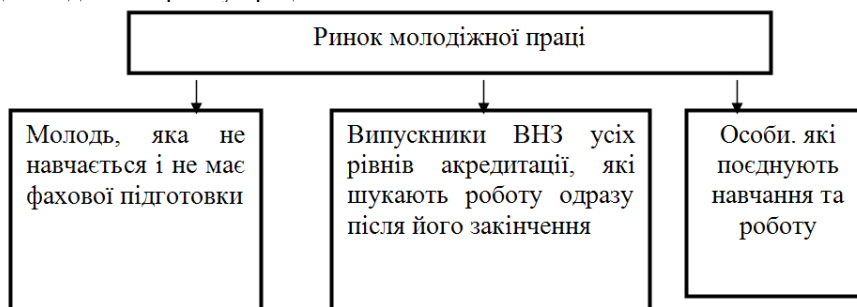 Ринок молодіжної праці
Молодь, яка не
навчається і не має
фахової підготовки
Випускники ВНЗ усіх
рівнів акредитації, які
шукають роботу одразу
після його закінчення
Особи. які
поєднують
навчання та
роботу